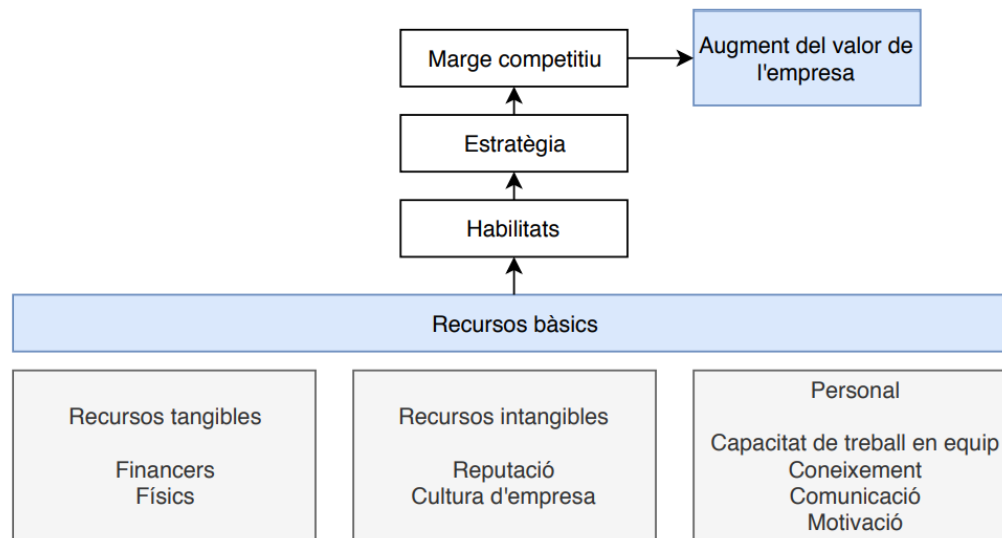 Marge competitiu
Augment del valor de
l'empresa
Estratègia
Habilitats
Recursos bàsics
Recursos tangibles
Financers
Físics
Recursos intangibles
Reputació
Cultura d'empresa
Personal
Capacitat de treball en equip
Coneixement
Comunicació
Motivació